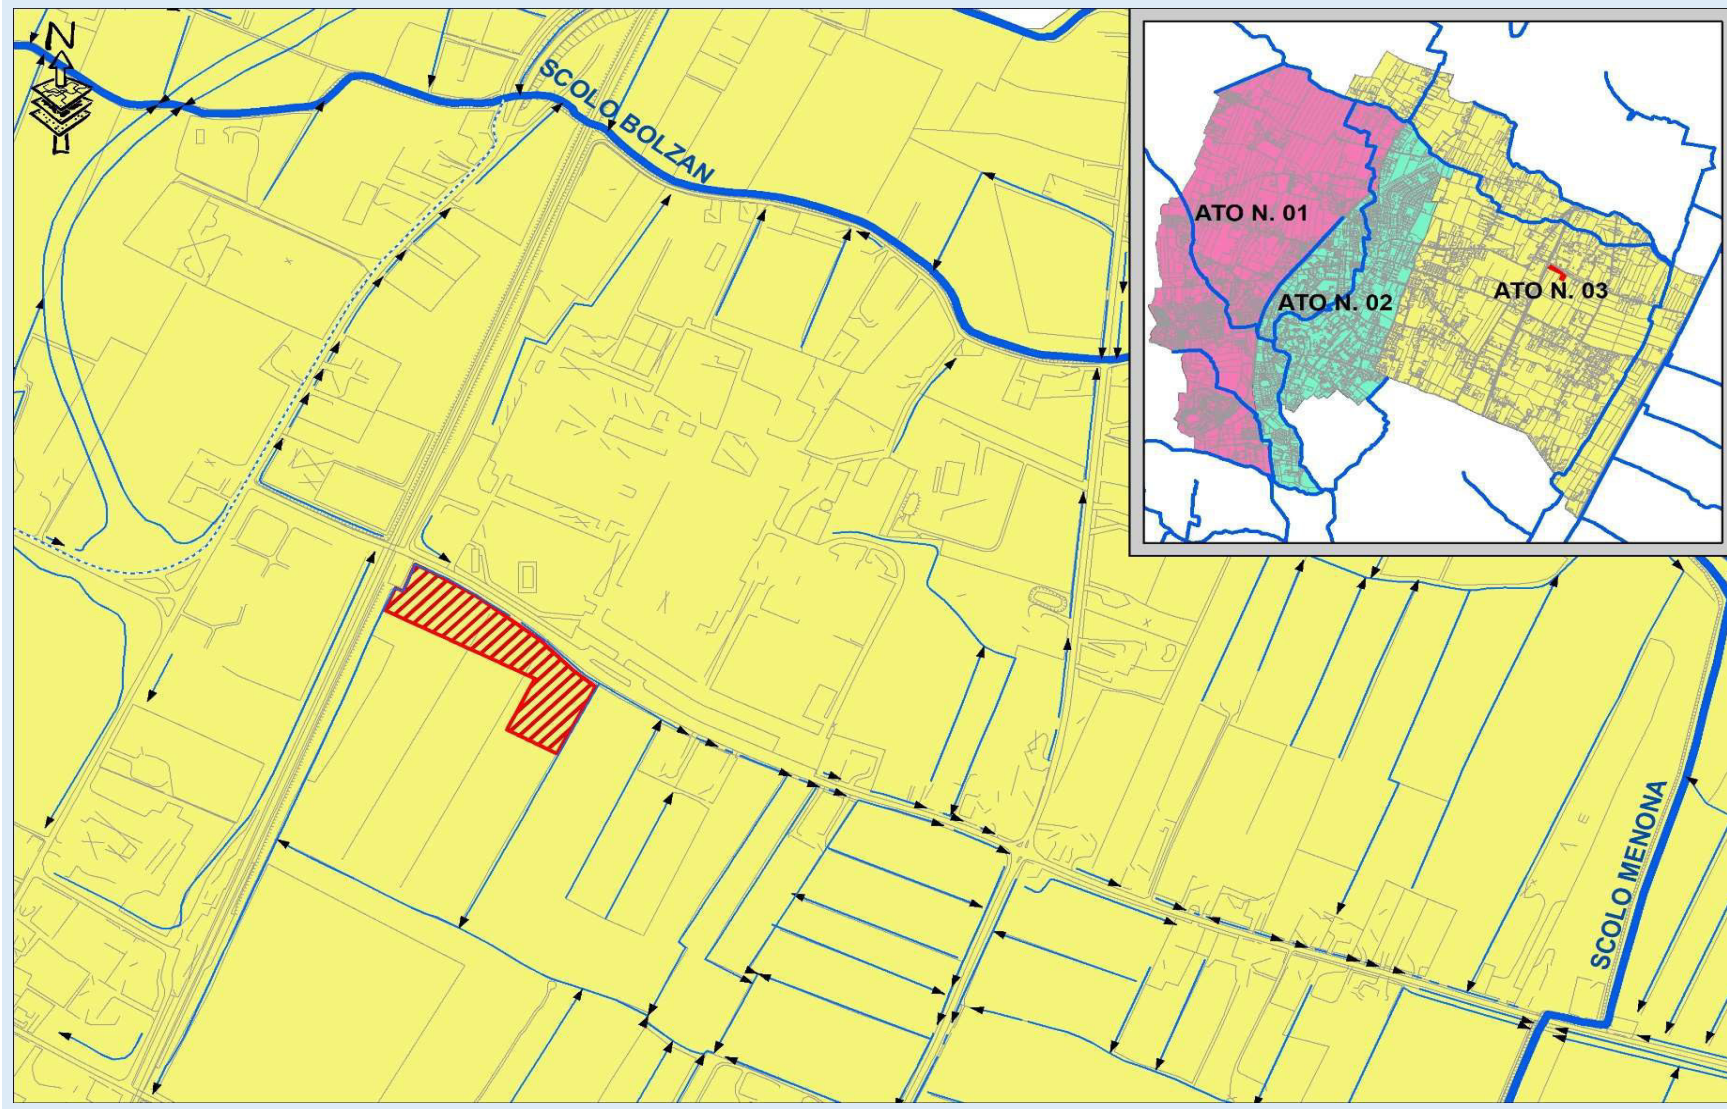 N
SCOLO BOLZAN
ATO N. 01
ATO N. 02
ATO N. 03
SCOLO MENONA